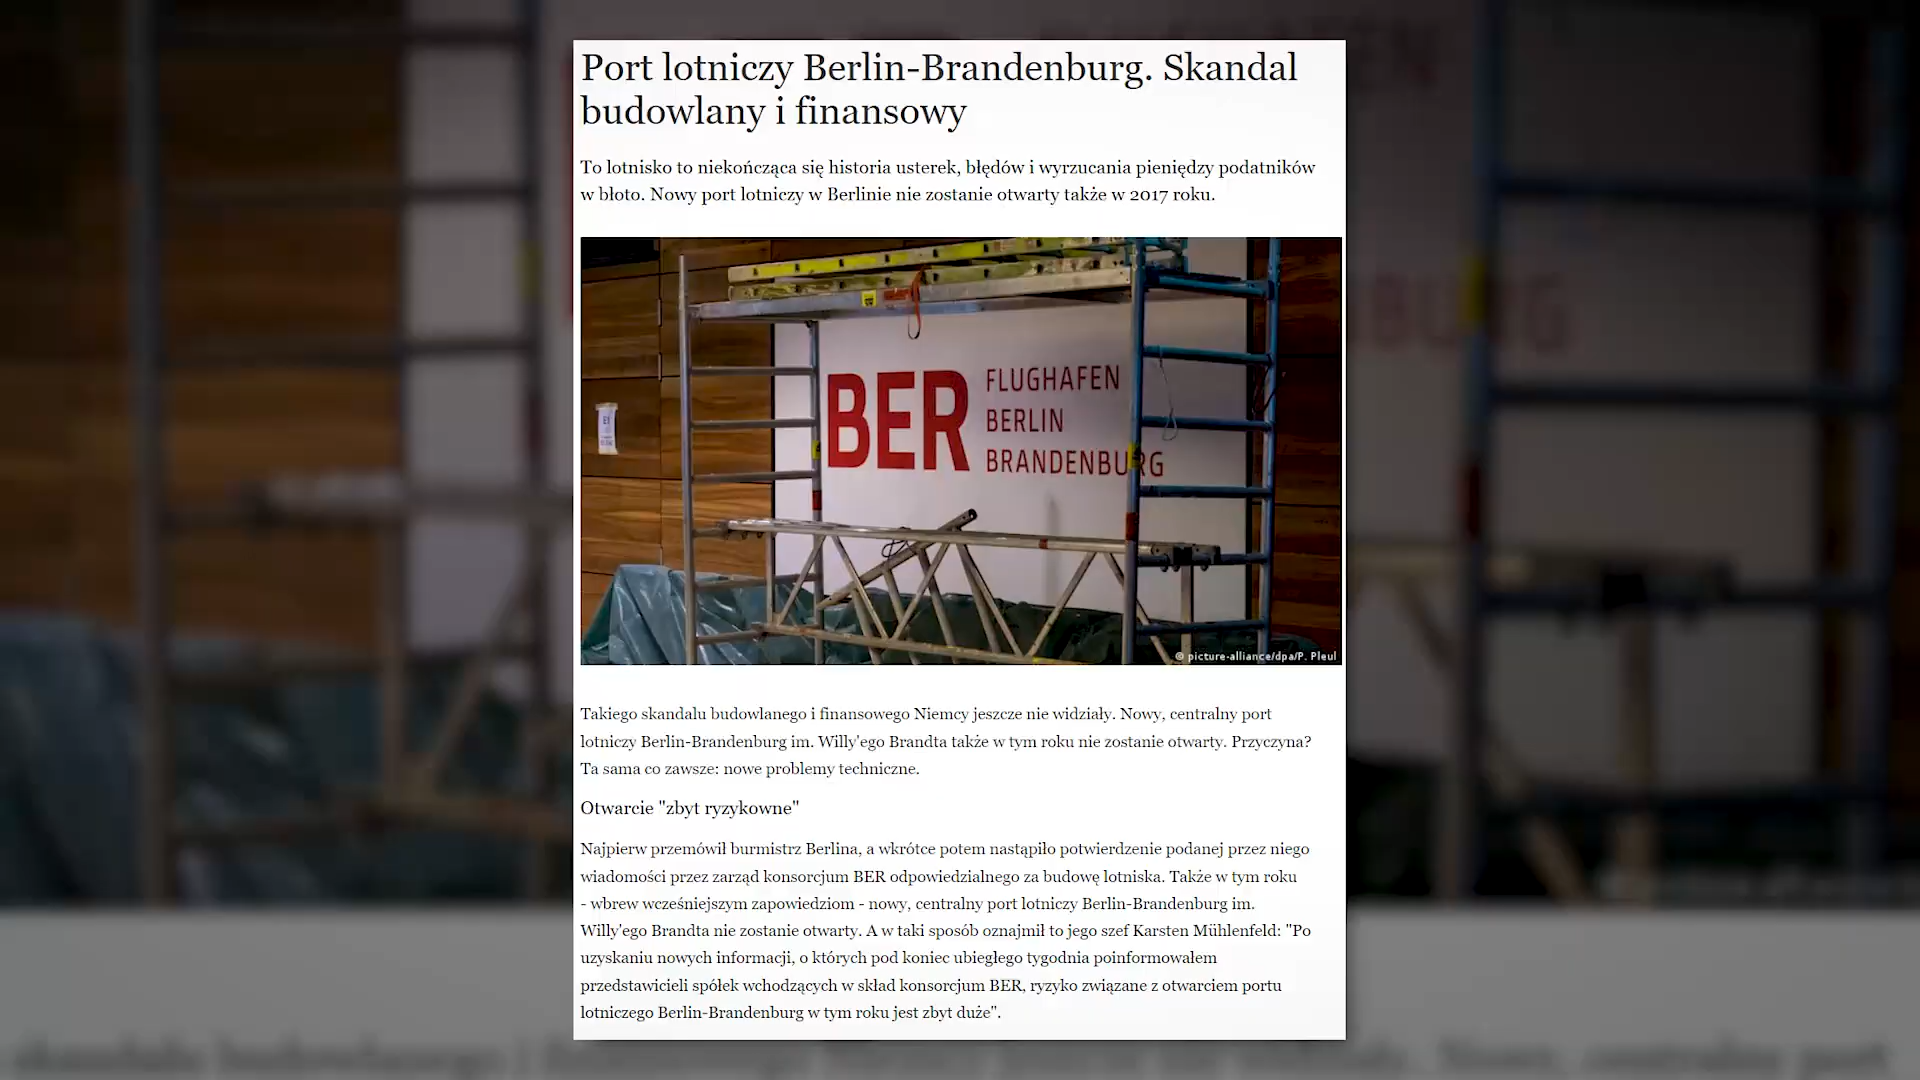 Port lotniczy Berlin-Brandenburg. Skandal
budowlany i finansowy
To lotnisko to niekończąca się historia usterek, błędów i wyrzucania pieniędzy podatników
w błoto. Nowy port lotniczy w Berlinie nie zostanie otwarty także w 2017 roku.
BER
FLUGHAFEN
BERLIN
BRANDENBURG
© picture-alliance/dpa/P. Pleul
Takiego skandalu budowlanego i finansowego Niemcy jeszcze nie widziały. Nowy, centralny port
lotniczy Berlin-Brandenburg im. Willy'ego Brandta także w tym roku nie zostanie otwarty. Przyczyna?
Ta sama co zawsze: nowe problemy techniczne.
Otwarcie "zbyt ryzykowne"
Najpierw przemówił burmistrz Berlina, a wkrótce potem nastąpiło potwierdzenie podanej przez niego
wiadomości przez zarząd konsorcjum BER odpowiedzialnego za budowę lotniska. Także w tym roku
- wbrew wcześniejszym zapowiedziom - nowy, centralny port lotniczy Berlin-Brandenburg im.
Willy'ego Brandta nie zostanie otwarty. A w taki sposób oznajmił to jego szef Karsten Mühlenfeld: "Po
uzyskaniu nowych informacji, o których pod koniec ubiegłego tygodnia poinformowałem
przedstawicieli spółek wchodzących w skład konsorcjum BER, ryzyko związane z otwarciem portu
lotniczego Berlin-Brandenburg w tym roku jest zbyt duże".